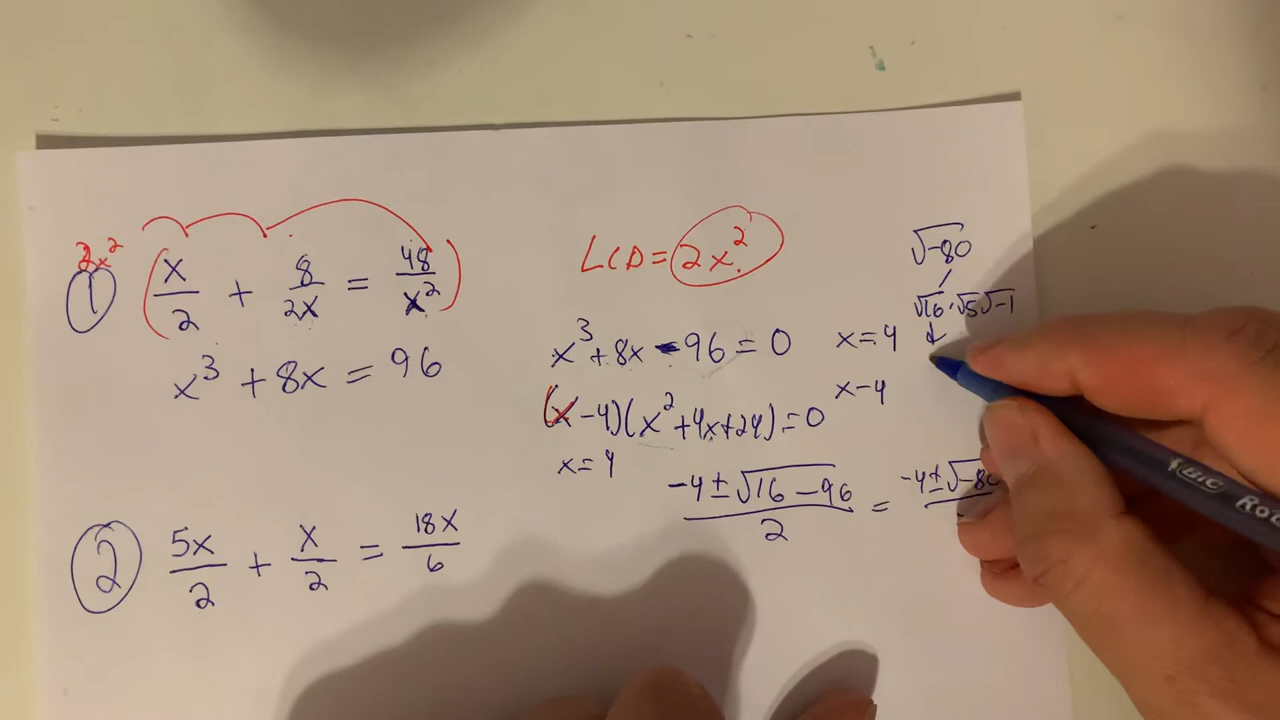 ① 2x² (x/2 + 8/2x = 48/x²)
x³ + 8x = 96
LCD = 2x²
x³ + 8x - 96 = 0
(x - 4)(x² + 4x + 24) = 0
x = 4
-4 ± √16 - 96 / 2 = -4 ± √-80
x = 4
x - 4
√-80
√16 · √5 √-1
② 5x/2 + x/2 = 18x/6
BIC